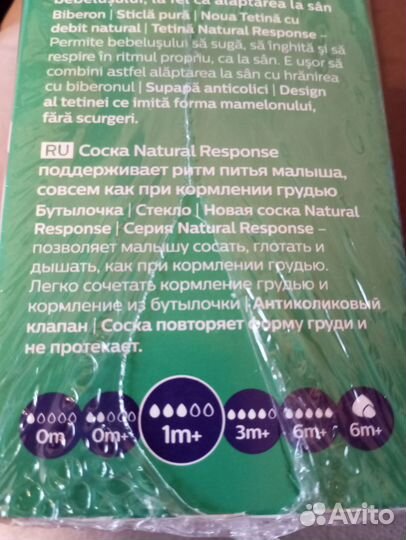 bebelușului, la fel ca alăptarea la sân
Biberon | Sticlă pură | Noua Tetină cu
debit natural | Tetină Natural Response –
Permite bebelușului să sugă, să înghită și să
respire în ritmul propriu, ca la sân. E ușor să
combini astfel alăptarea la sân cu hrănirea
cu biberonul | Supapă anticolici | Design
al tetinei ce imită forma mamelonului,
fără scurgeri.
RU Соска Natural Response
поддерживает ритм питья малыша,
совсем как при кормлении грудью
Бутылочка | Стекло | Новая соска Natural
Response | Серия Natural Response –
позволяет малышу сосать, глотать и
дышать, как при кормлении грудью.
Легко сочетать кормление грудью и
кормление из бутылочки | Антиколиковый
клапан | Соска повторяет форму груди и
не протекает.
0m 0m+ 1m+ 3m+ 6m+ 6m+
Avito